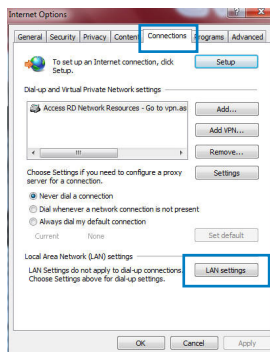 Internet Options
General Security Privacy Content Connections Programs Advanced
To set up an Internet connection, click
Setup.
Setup
Dial-up and Virtual Private Network settings
Access RD Network Resources - Go to vpn.as
Add...
Add VPN...
Remove...
Choose Settings if you need to configure a proxy
server for a connection.
Settings
Never dial a connection
Dial whenever a network connection is not present
Always dial my default connection
Current None
Set default
Local Area Network (LAN) settings
LAN Settings do not apply to dial-up connections.
Choose Settings above for dial-up settings.
LAN settings
OK Cancel Apply